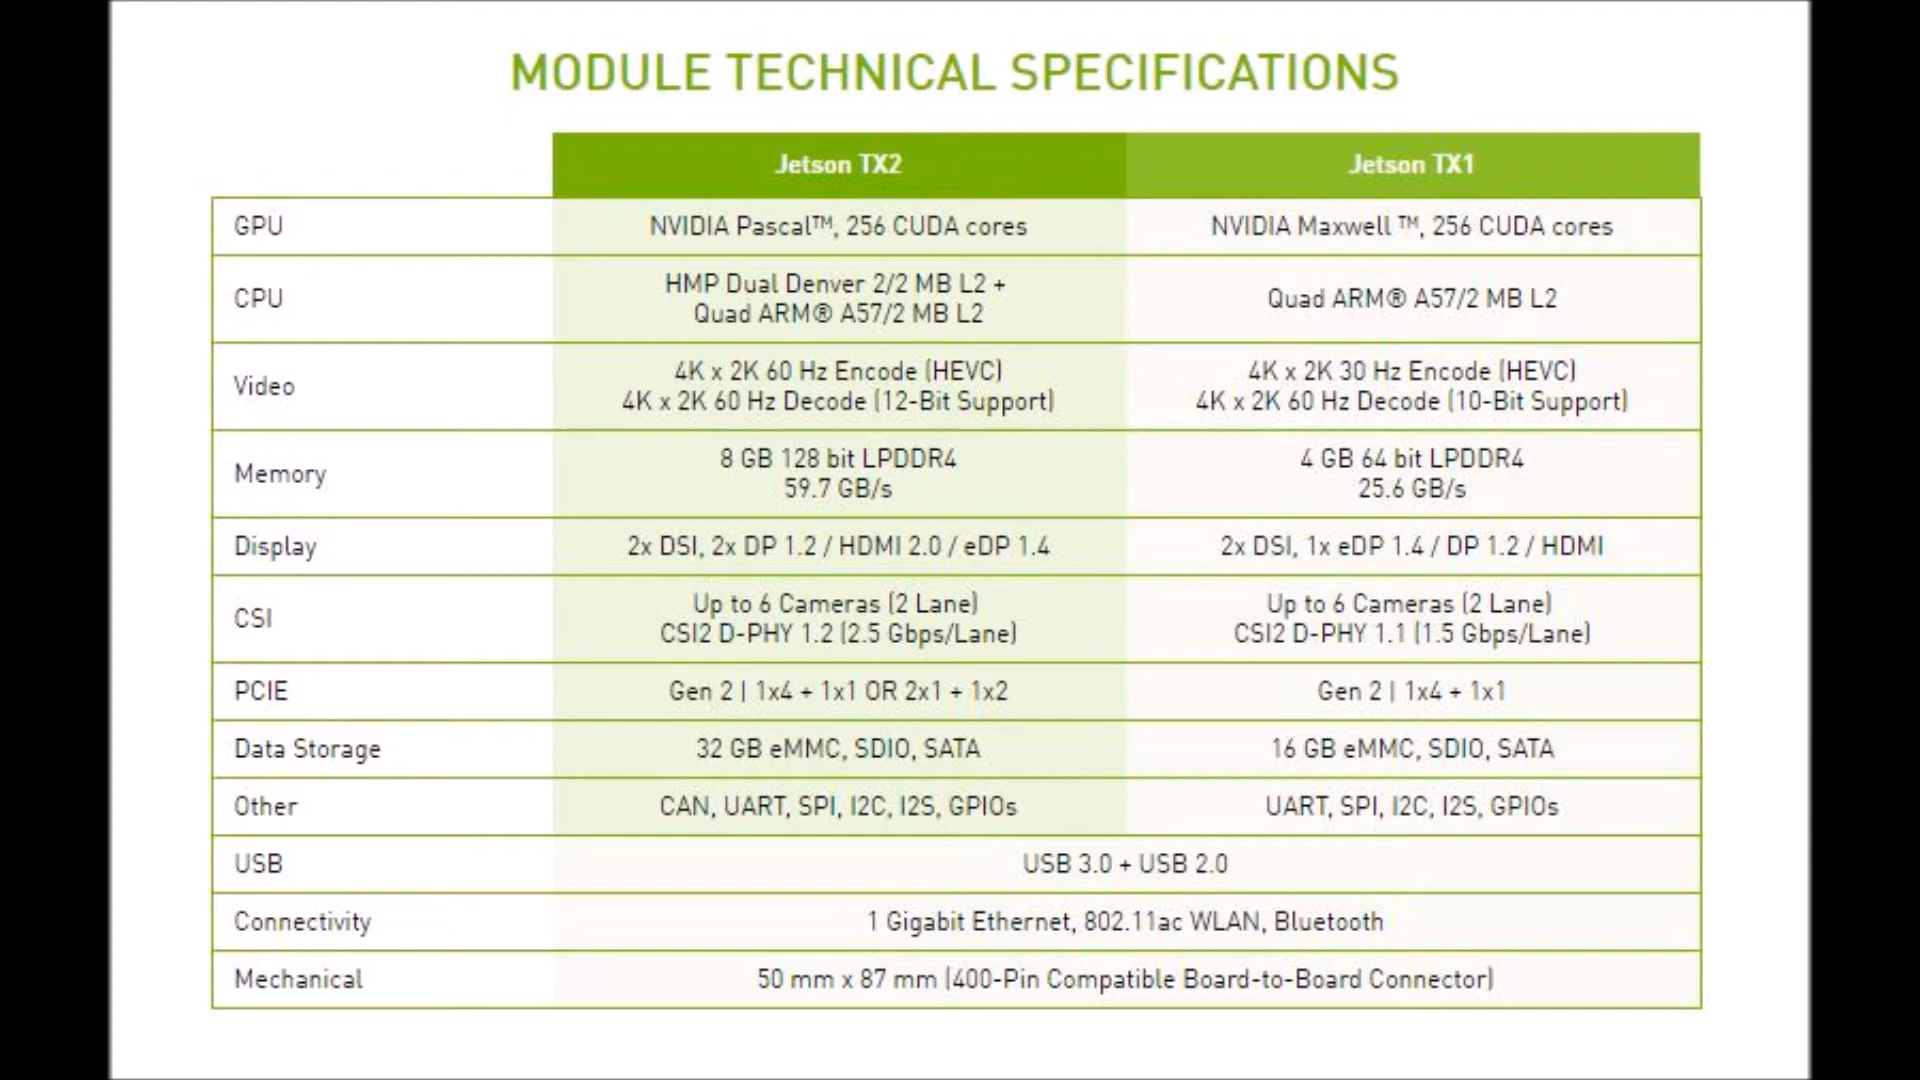 MODULE TECHNICAL SPECIFICATIONS
Jetson TX2 Jetson TX1
GPU NVIDIA Pascal™, 256 CUDA cores NVIDIA Maxwell ™, 256 CUDA cores
CPU HMP Dual Denver 2/2 MB L2 + Quad ARM® A57/2 MB L2 Quad ARM® A57/2 MB L2
Video 4K x 2K 60 Hz Encode (HEVC) 4K x 2K 30 Hz Encode (HEVC)
4K x 2K 60 Hz Decode (12-Bit Support) 4K x 2K 60 Hz Decode (10-Bit Support)
Memory 8 GB 128 bit LPDDR4 4 GB 64 bit LPDDR4
59.7 GB/s 25.6 GB/s
Display 2x DSI, 2x DP 1.2 / HDMI 2.0 / eDP 1.4 2x DSI, 1x eDP 1.4 / DP 1.2 / HDMI
CSI Up to 6 Cameras (2 Lane) Up to 6 Cameras (2 Lane)
CSI2 D-PHY 1.2 (2.5 Gbps/Lane) CSI2 D-PHY 1.1 (1.5 Gbps/Lane)
PCIE Gen 2 | 1x4 + 1x1 OR 2x1 + 1x2 Gen 2 | 1x4 + 1x1
Data Storage 32 GB eMMC, SDIO, SATA 16 GB eMMC, SDIO, SATA
Other CAN, UART, SPI, I2C, I2S, GPIOs UART, SPI, I2C, I2S, GPIOs
USB USB 3.0 + USB 2.0
Connectivity 1 Gigabit Ethernet, 802.11ac WLAN, Bluetooth
Mechanical 50 mm x 87 mm (400-Pin Compatible Board-to-Board Connector)